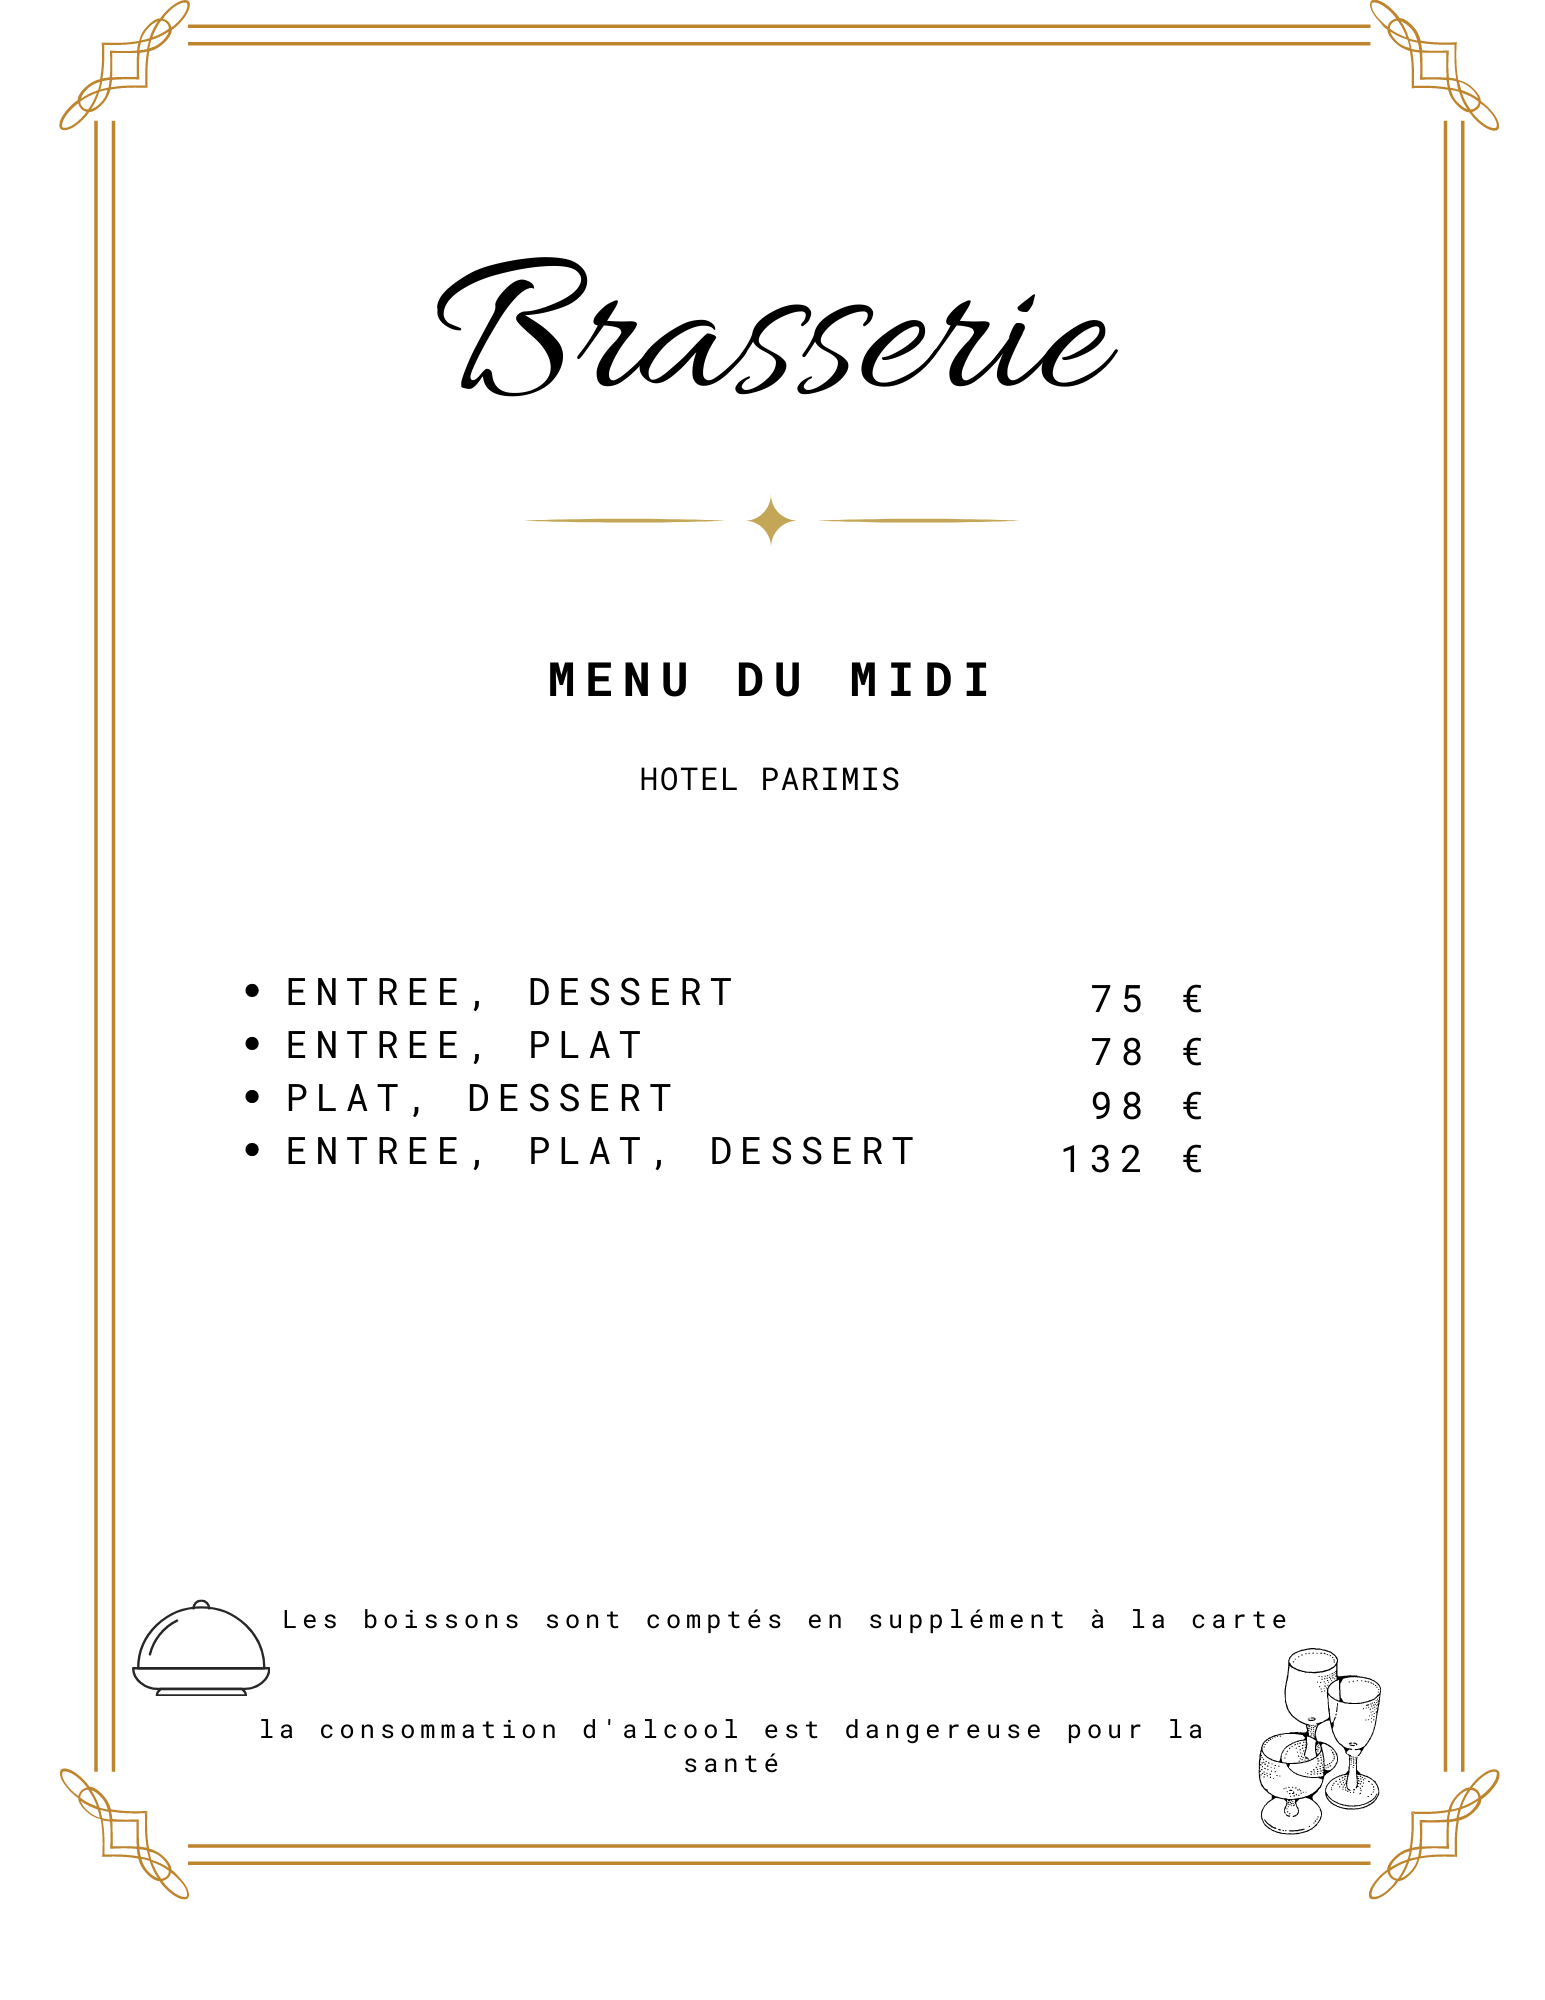 Brasserie
MENU DU MIDI
HOTEL PARIMIS
• ENTREE, DESSERT 75 €
• ENTREE, PLAT 78 €
• PLAT, DESSERT 98 €
• ENTREE, PLAT, DESSERT 132 €
Les boissons sont comptés en supplément à la carte
la consommation d'alcool est dangereuse pour la
santé